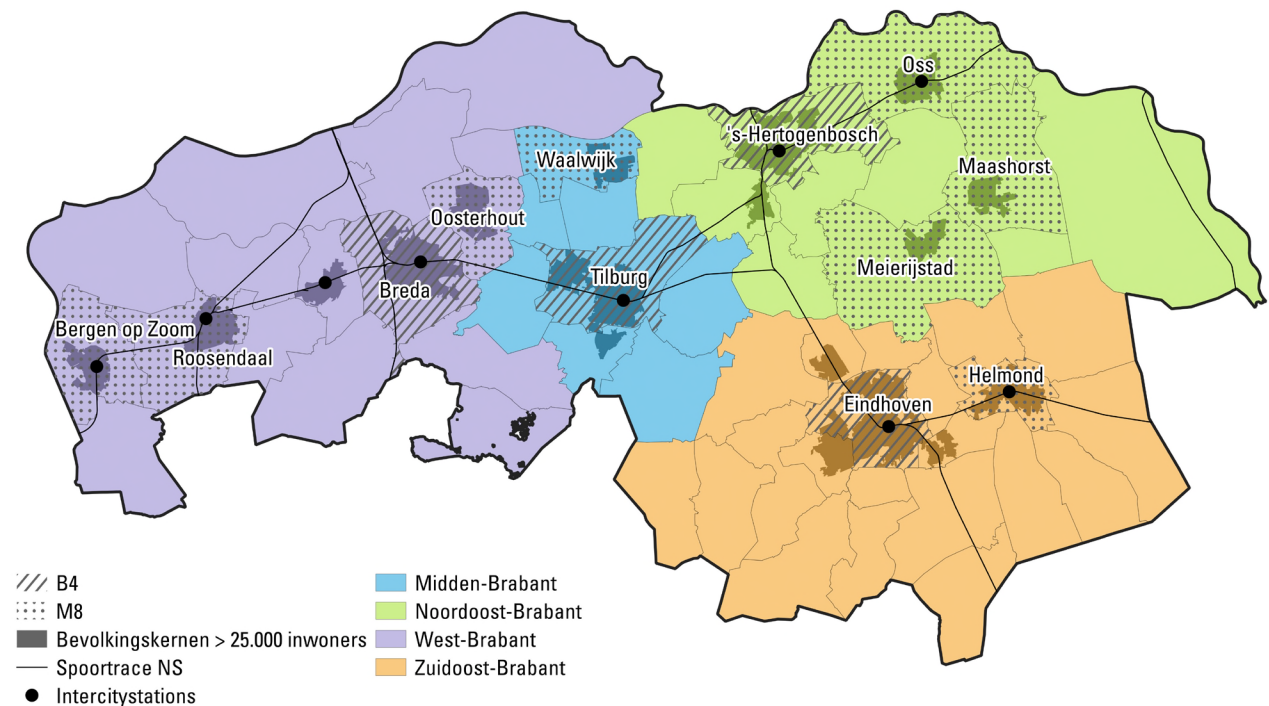 Oss
's-Hertogenbosch
Waalwijk
Maashorst
Oosterhout
Meierijstad
Tilburg
Breda
Bergen op Zoom
Roosendaal
Helmond
Eindhoven
B4
M8
Bevolkingskernen > 25.000 inwoners
Spoortrace NS
Intercitystations
Midden-Brabant
Noordoost-Brabant
West-Brabant
Zuidoost-Brabant